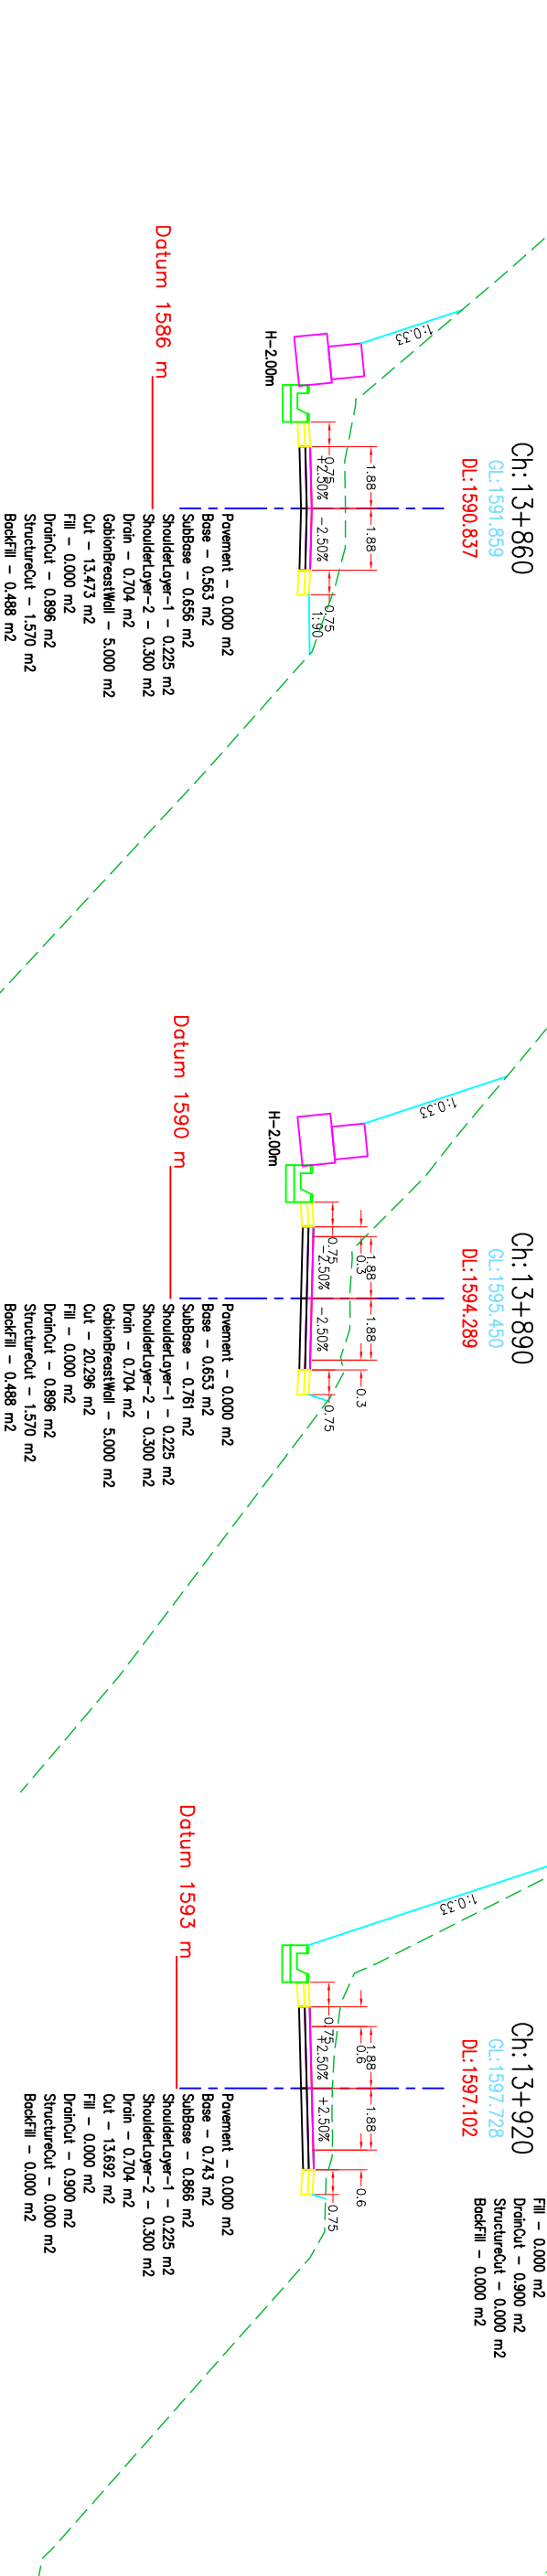 Ch:13+860
GL:1591.859
DL:1590.837
1:0.33
1.88
1.88
0.75
+2.50%
-2.50%
0.75
1:90
H-2.00m
Datum 1586 m
Pavement - 0.000 m2
Base - 0.563 m2
SubBase - 0.656 m2
ShoulderLayer-1 - 0.225 m2
ShoulderLayer-2 - 0.300 m2
Drain - 0.704 m2
GabionBreastWall - 5.000 m2
Cut - 13.473 m2
Fill - 0.000 m2
DrainCut - 0.896 m2
StructureCut - 1.570 m2
BackFill - 0.488 m2
Ch:13+890
GL:1595.450
DL:1594.289
1:0.33
1.88
1.88
0.3
0.3
0.75
-2.50%
-2.50%
0.75
H-2.00m
Datum 1590 m
Pavement - 0.000 m2
Base - 0.653 m2
SubBase - 0.761 m2
ShoulderLayer-1 - 0.225 m2
ShoulderLayer-2 - 0.300 m2
Drain - 0.704 m2
GabionBreastWall - 5.000 m2
Cut - 20.296 m2
Fill - 0.000 m2
DrainCut - 0.896 m2
StructureCut - 1.570 m2
BackFill - 0.488 m2
Ch:13+920
GL:1597.728
DL:1597.102
1:0.33
1.88
1.88
0.6
0.6
0.75
+2.50%
+2.50%
0.75
Datum 1593 m
Pavement - 0.000 m2
Base - 0.743 m2
SubBase - 0.866 m2
ShoulderLayer-1 - 0.225 m2
ShoulderLayer-2 - 0.300 m2
Drain - 0.704 m2
Cut - 13.692 m2
Fill - 0.000 m2
DrainCut - 0.900 m2
StructureCut - 0.000 m2
BackFill - 0.000 m2
Fill - 0.000 m2
DrainCut - 0.900 m2
StructureCut - 0.000 m2
BackFill - 0.000 m2